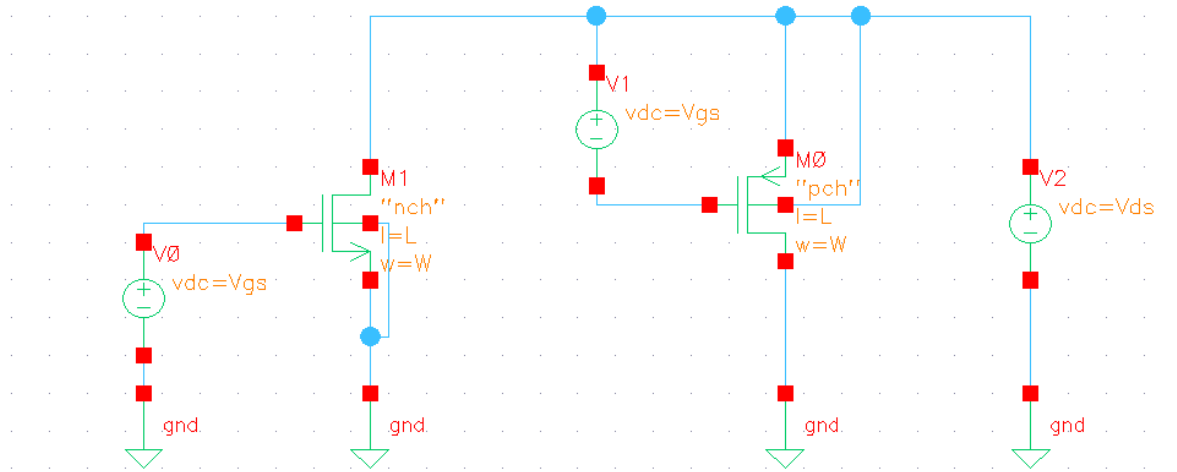 V1
vdc=Vgs
M1
"nch"
l=L
w=W
MØ
"pch"
l=L
w=W
V2
vdc=Vds
VØ
vdc=Vgs
gnd
gnd
gnd
gnd